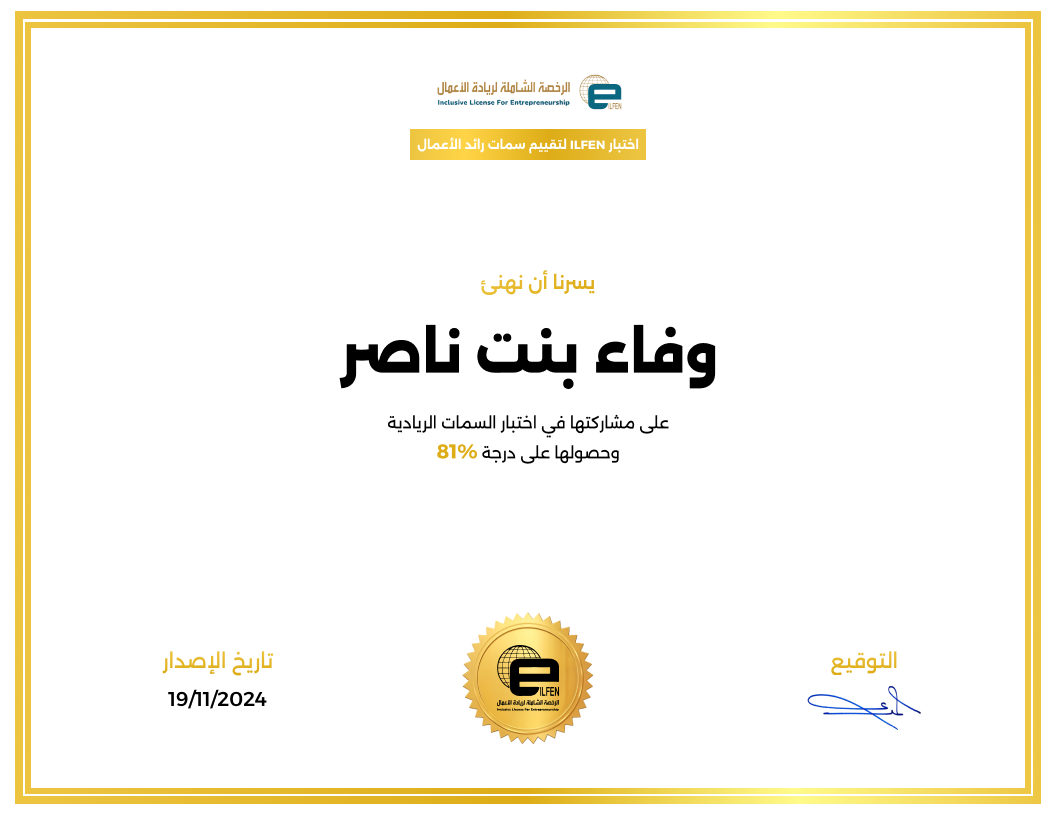 الرخصة الشاملة لريادة الأعمال
Inclusive License For Entrepreneurship
e ILFEN
اختبار ILFEN لتقييم سمات رائد الأعمال
يسرنا أن نهنئ
وفاء بنت ناصر
على مشاركتها في اختبار السمات الريادية
وحصولها على درجة 81%
التوقيع
تاريخ الإصدار
19/11/2024
e ILFEN
الرخصة الشاملة لريادة الأعمال
Inclusive License For Entrepreneurship